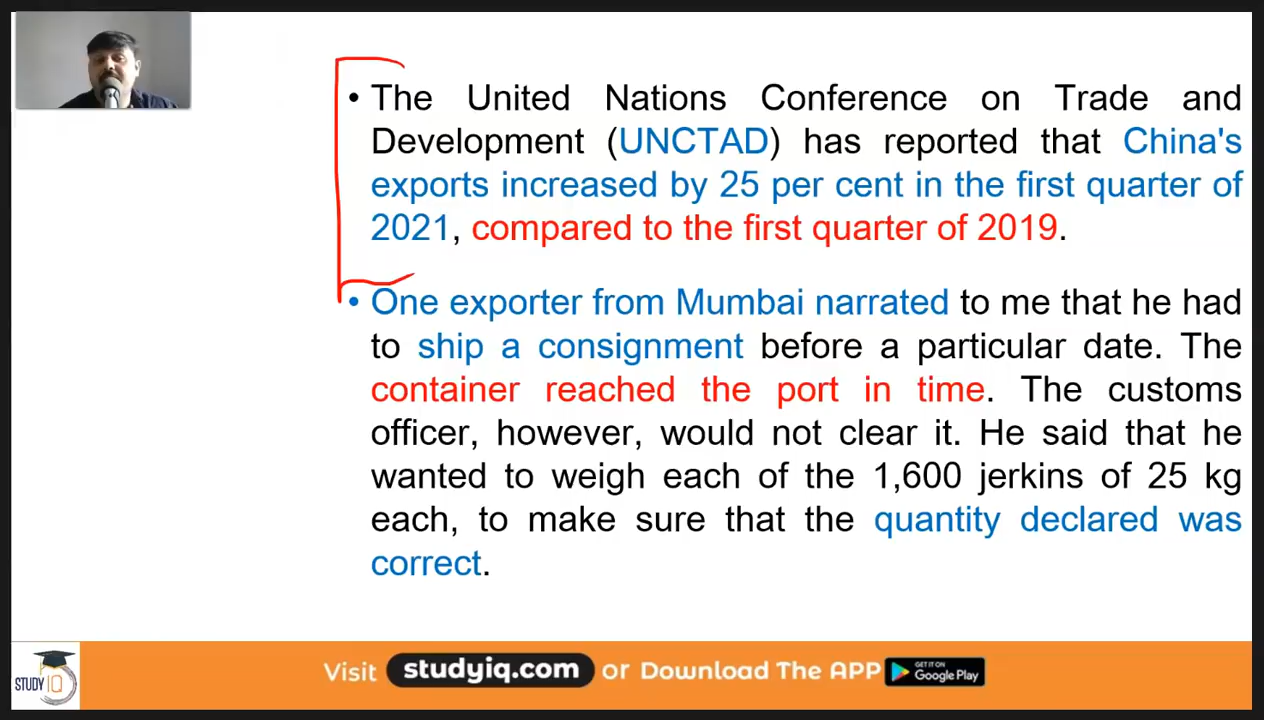 • The United Nations Conference on Trade and
Development (UNCTAD) has reported that China's
exports increased by 25 per cent in the first quarter of
2021, compared to the first quarter of 2019.
• One exporter from Mumbai narrated to me that he had
to ship a consignment before a particular date. The
container reached the port in time. The customs
officer, however, would not clear it. He said that he
wanted to weigh each of the 1,600 jerkins of 25 kg
each, to make sure that the quantity declared was
correct.
STUDY IQ
Visit studyiq.com or Download The APP GET IT ON Google Play